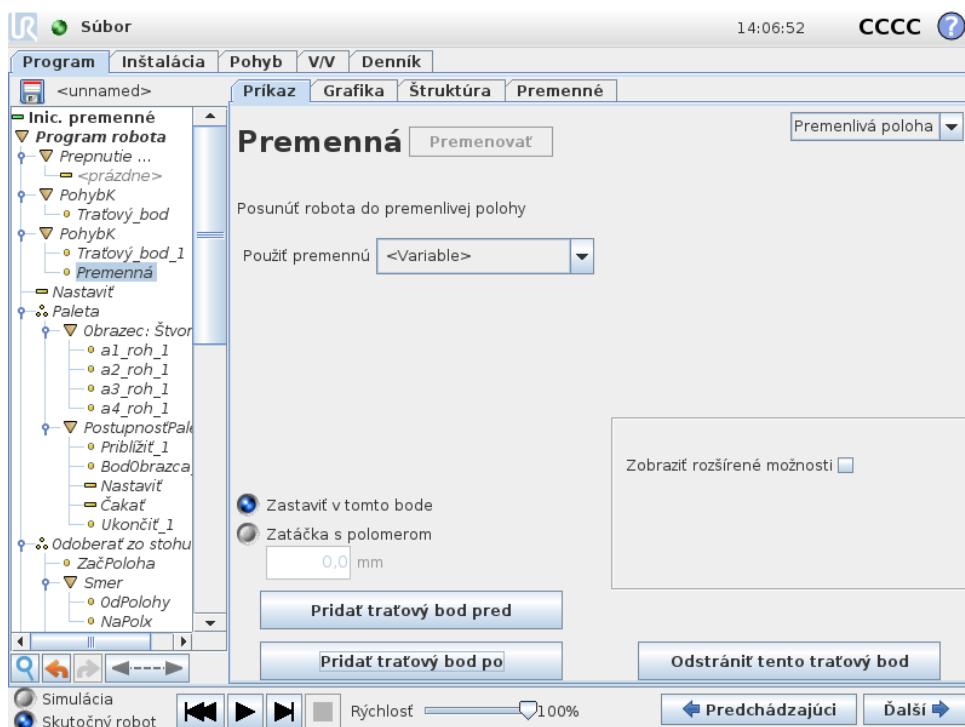 Súbor
14:06:52
CCCC
?
Program Inštalácia Pohyb V/V Denník
<unnamed>
Príkaz Grafika Štruktúra Premenné
Inic. premenné
Program robota
Prepnutie ...
<prázdne>
PohybK
Traťový_bod
PohybK
Traťový_bod_1
Premenná
Nastaviť
Paleta
Obrazec: Štvor
a1_roh_1
a2_roh_1
a3_roh_1
a4_roh_1
PostupnosťPale
Priblížiť_1
BodObrazca_
Nastaviť
Čakať
Ukončiť_1
Odoberať zo stohu
ZačPoloha
Smer
OdPolohy
NaPolx
Premenná
Premenovať
Premenlivá poloha
Posunúť robota do premenlivej polohy
Použiť premennú <Variable>
Zobraziť rozšírené možnosti
Zastaviť v tomto bode
Zatáčka s polomerom
0,0 mm
Pridať traťový bod pred
Pridať traťový bod po
Odstrániť tento traťový bod
Simulácia
Skutočný robot
Rýchlosť 100%
Predchádzajúci
Ďalší